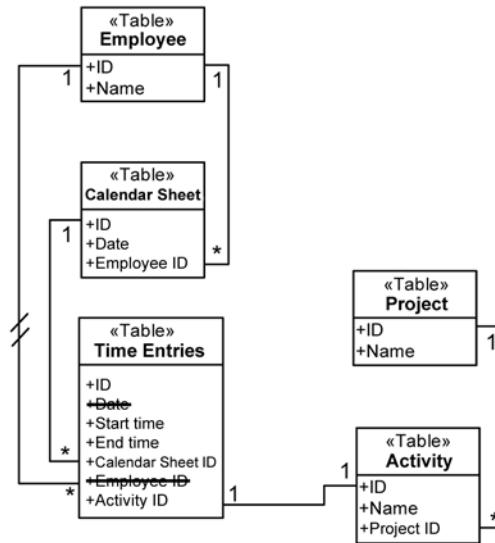 «Table»
Employee
+ID
+Name
1
1
«Table»
Calendar Sheet
+ID
+Date
+Employee ID
1
*
«Table»
Time Entries
+ID
+Date
+Start time
+End time
+Calendar Sheet ID
+Employee ID
+Activity ID
*
*
1
«Table»
Project
+ID
+Name
1
«Table»
Activity
+ID
+Name
+Project ID
1
*